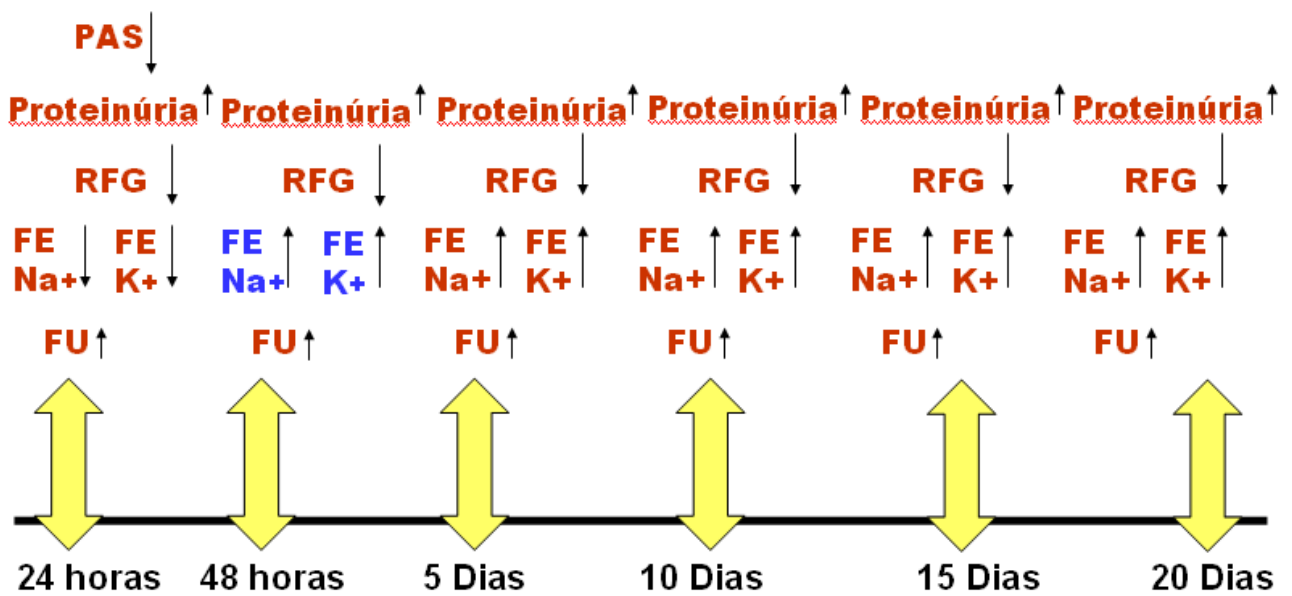 PAS
Proteinúria Proteinúria Proteinúria Proteinúria Proteinúria Proteinúria
RFG RFG RFG RFG RFG RFG
FE FE FE FE FE FE FE FE FE FE FE FE
Na+ K+ Na+ K+ Na+ K+ Na+ K+ Na+ K+ Na+ K+
FU FU FU FU FU FU
24 horas 48 horas 5 Dias 10 Dias 15 Dias 20 Dias